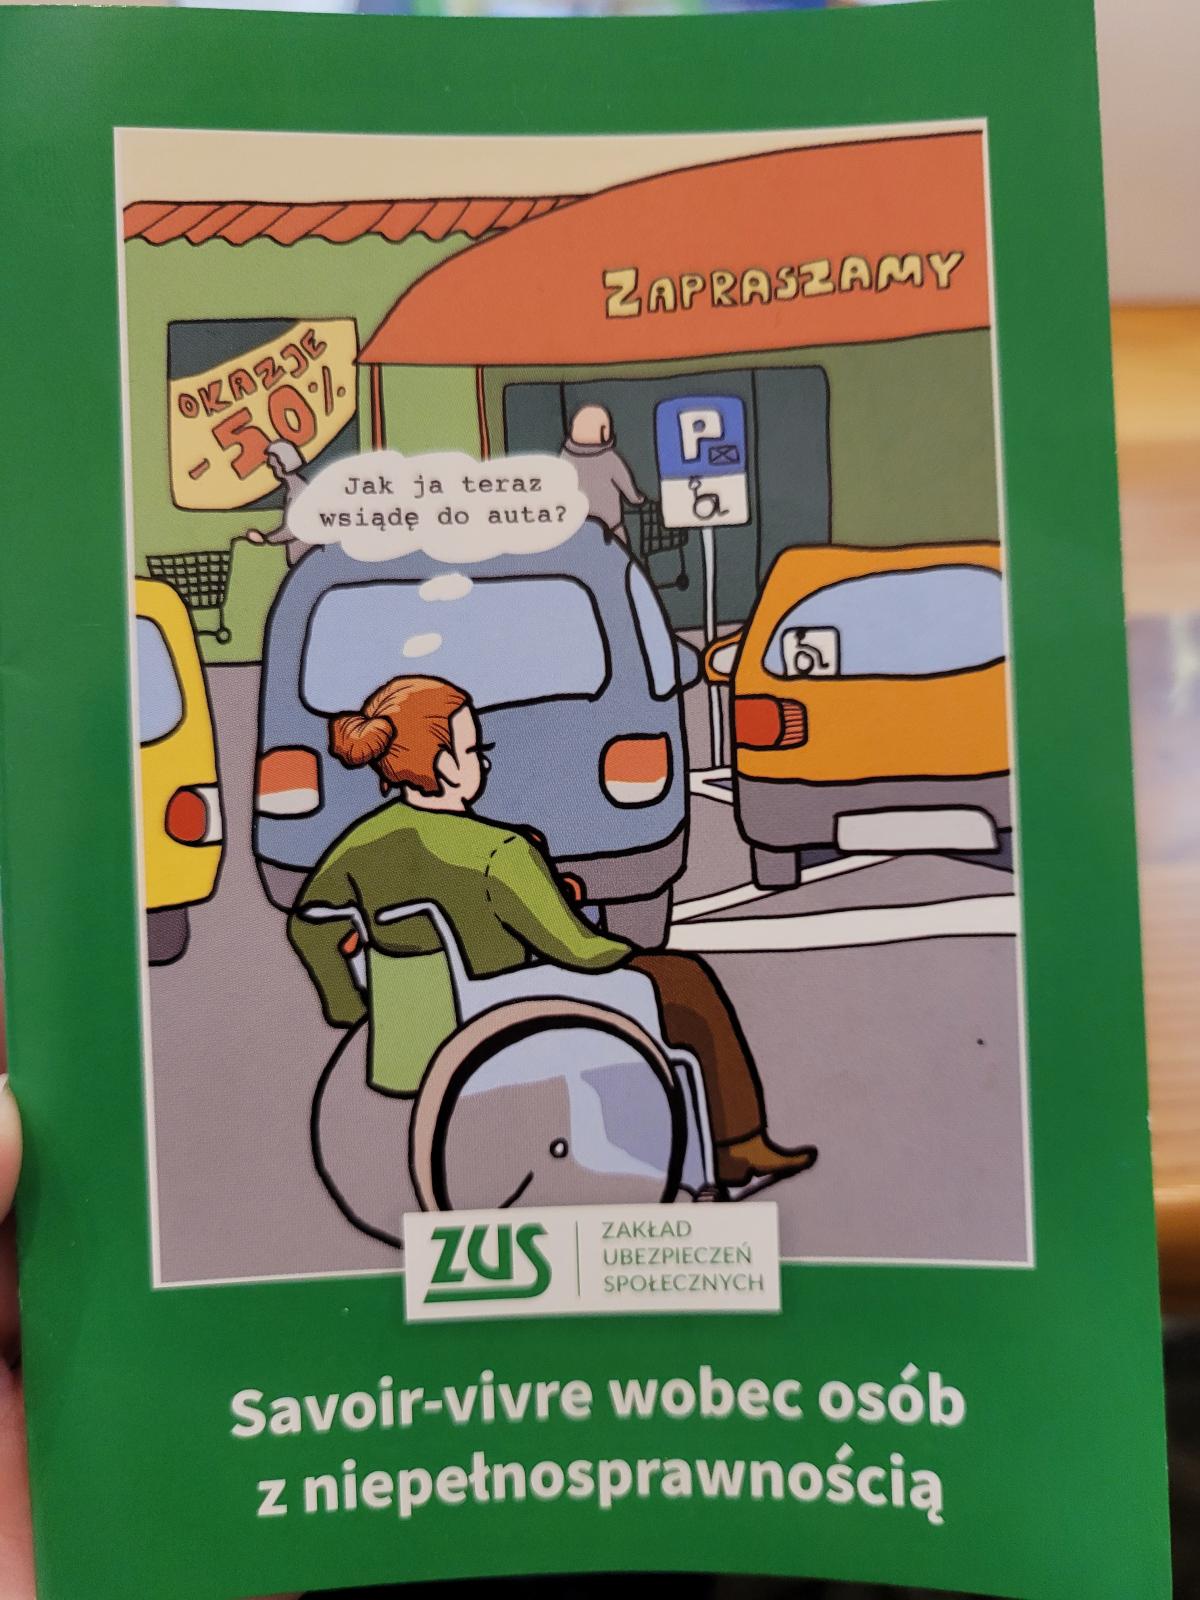 ZAPRASZAMY
OKAZJE
-50%
P
Jak ja teraz
wsiądę do auta?
ZUS
ZAKŁAD
UBEZPIECZEŃ
SPOŁECZNYCH
Savoir-vivre wobec osób
z niepełnosprawnością